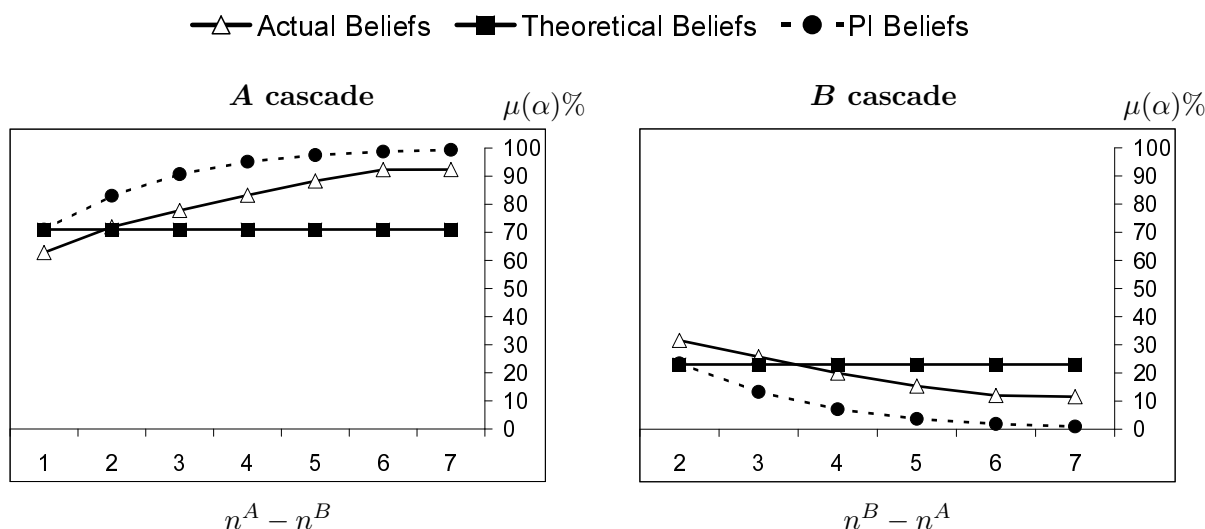 Actual Beliefs Theoretical Beliefs PI Beliefs
A cascade
μ(α)%
100
90
80
70
60
50
40
30
20
10
0
1 2 3 4 5 6 7
n^A − n^B
B cascade
μ(α)%
100
90
80
70
60
50
40
30
20
10
0
2 3 4 5 6 7
n^B − n^A